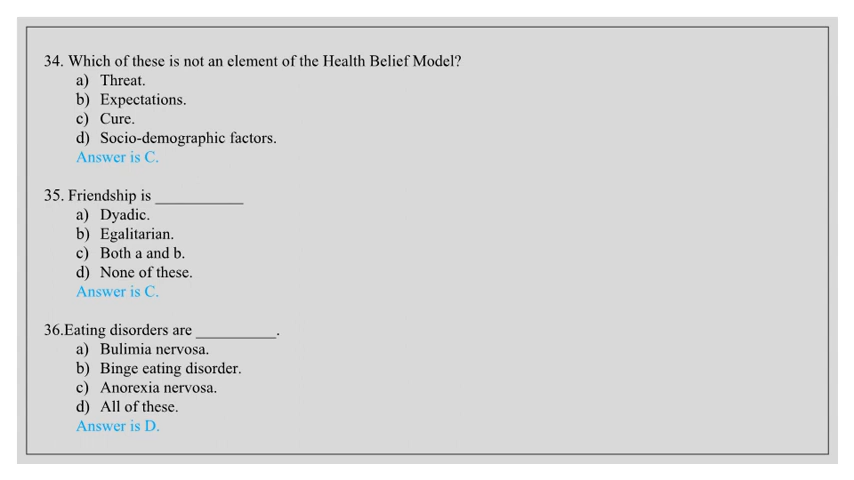 34. Which of these is not an element of the Health Belief Model?
a) Threat.
b) Expectations.
c) Cure.
d) Socio-demographic factors.
Answer is C.
35. Friendship is ___________
a) Dyadic.
b) Egalitarian.
c) Both a and b.
d) None of these.
Answer is C.
36.Eating disorders are __________.
a) Bulimia nervosa.
b) Binge eating disorder.
c) Anorexia nervosa.
d) All of these.
Answer is D.